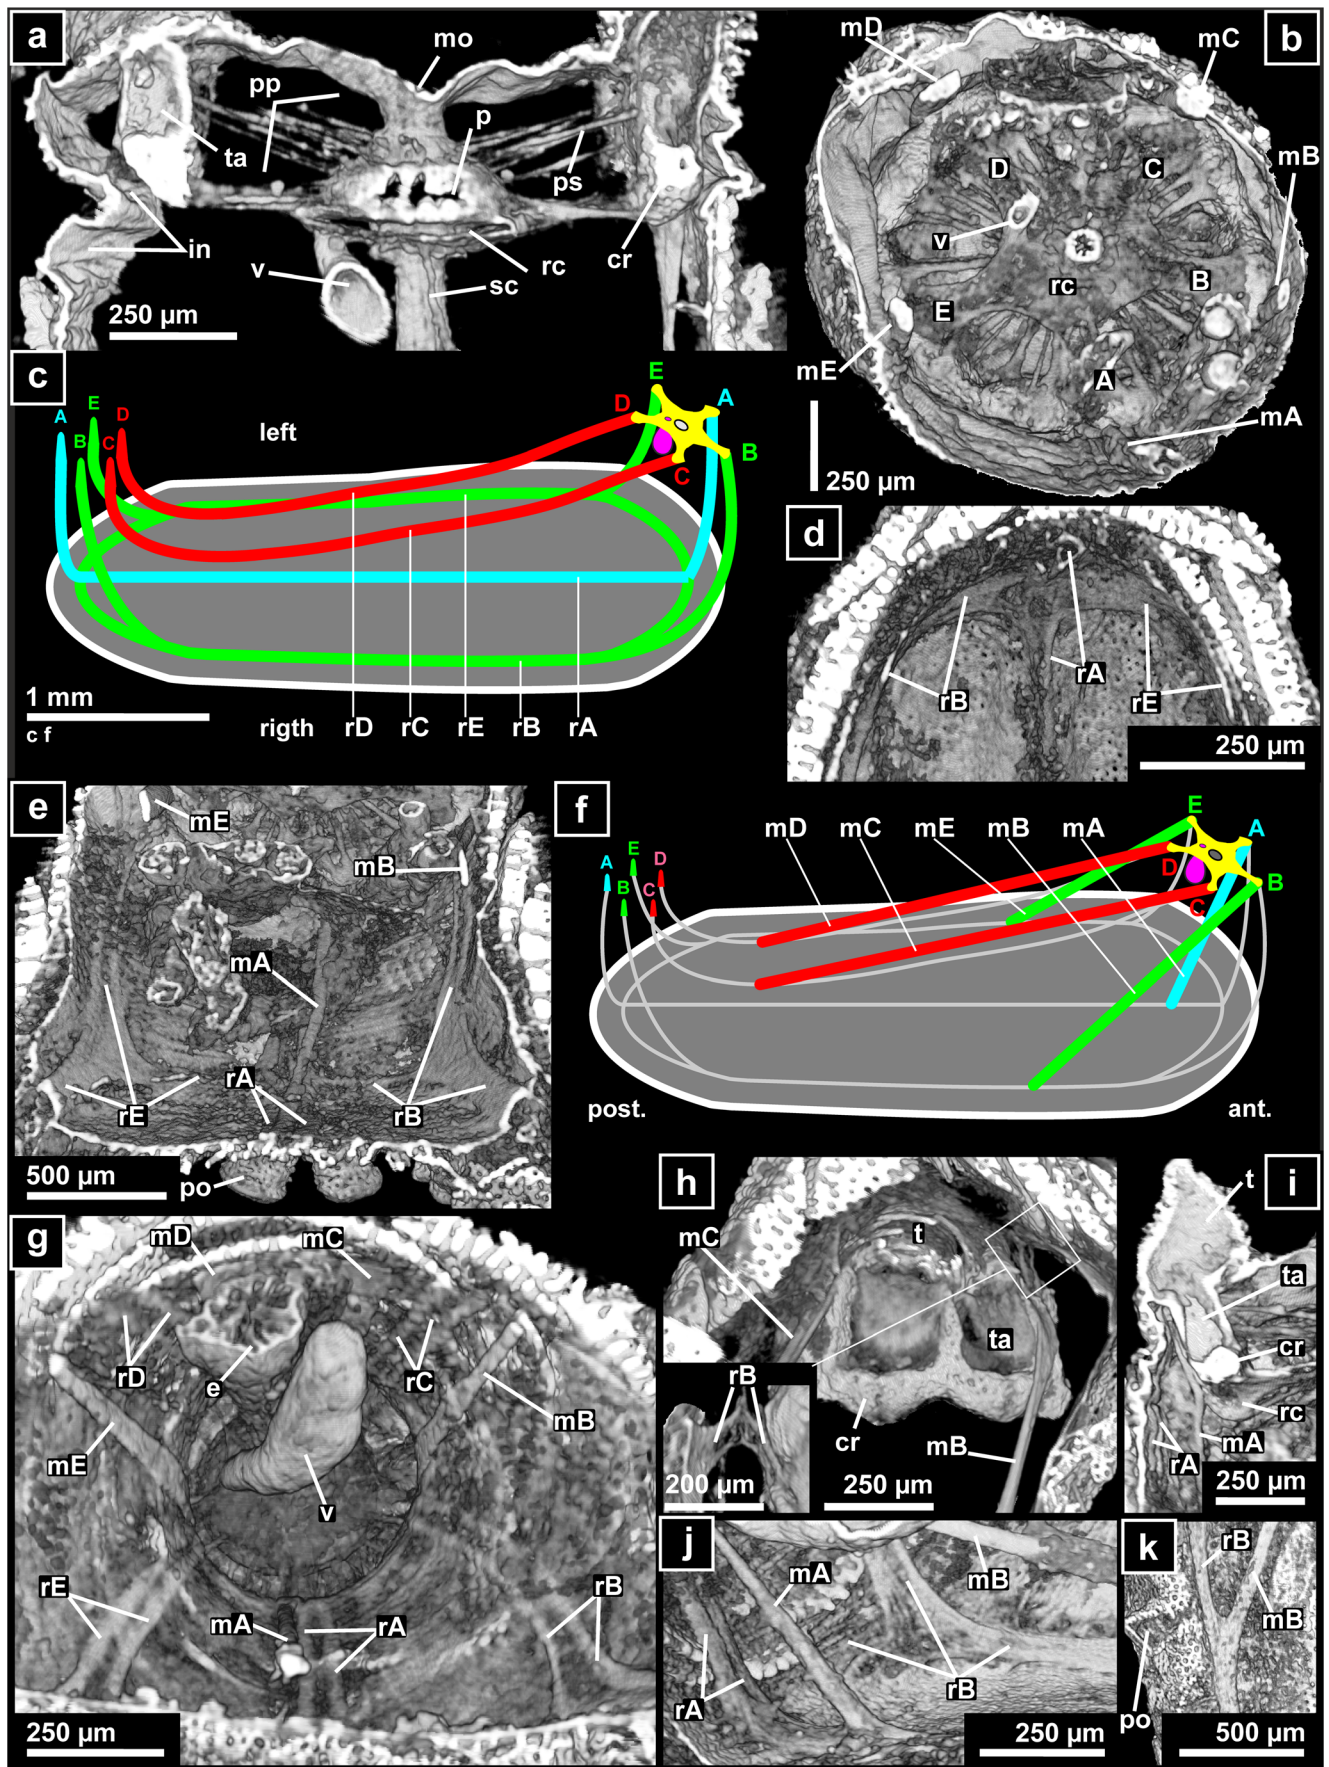 a
mo
pp
p
ta
ps
in
v
sc
rc
cr
250 µm
b
mD
mC
mB
D
C
v
rc
B
E
A
mE
mA
250 µm
c
A
E
B
D
C
left
E
D
A
B
C
1 mm
c f
rigth rD rC rE rB rA
d
rB
rA
rE
250 µm
e
mE
mB
mA
rE
rA
rB
po
500 µm
f
mD mC mE mB mA
A
E
B
D
C
E
A
D
C
B
post.
ant.
g
mD
mC
rD
e
rC
mB
mE
v
rE
mA
rA
rB
250 µm
h
mC
t
ta
rB
cr
mB
200 µm
250 µm
i
t
ta
cr
rc
mA
rA
250 µm
j
mA
mB
rA
rB
250 µm
k
rB
mB
po
500 µm